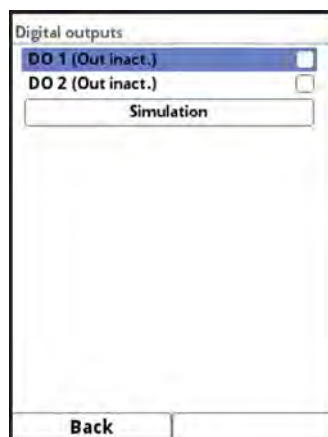 Digital outputs
DO 1 (Out inact.)
DO 2 (Out inact.)
Simulation
Back